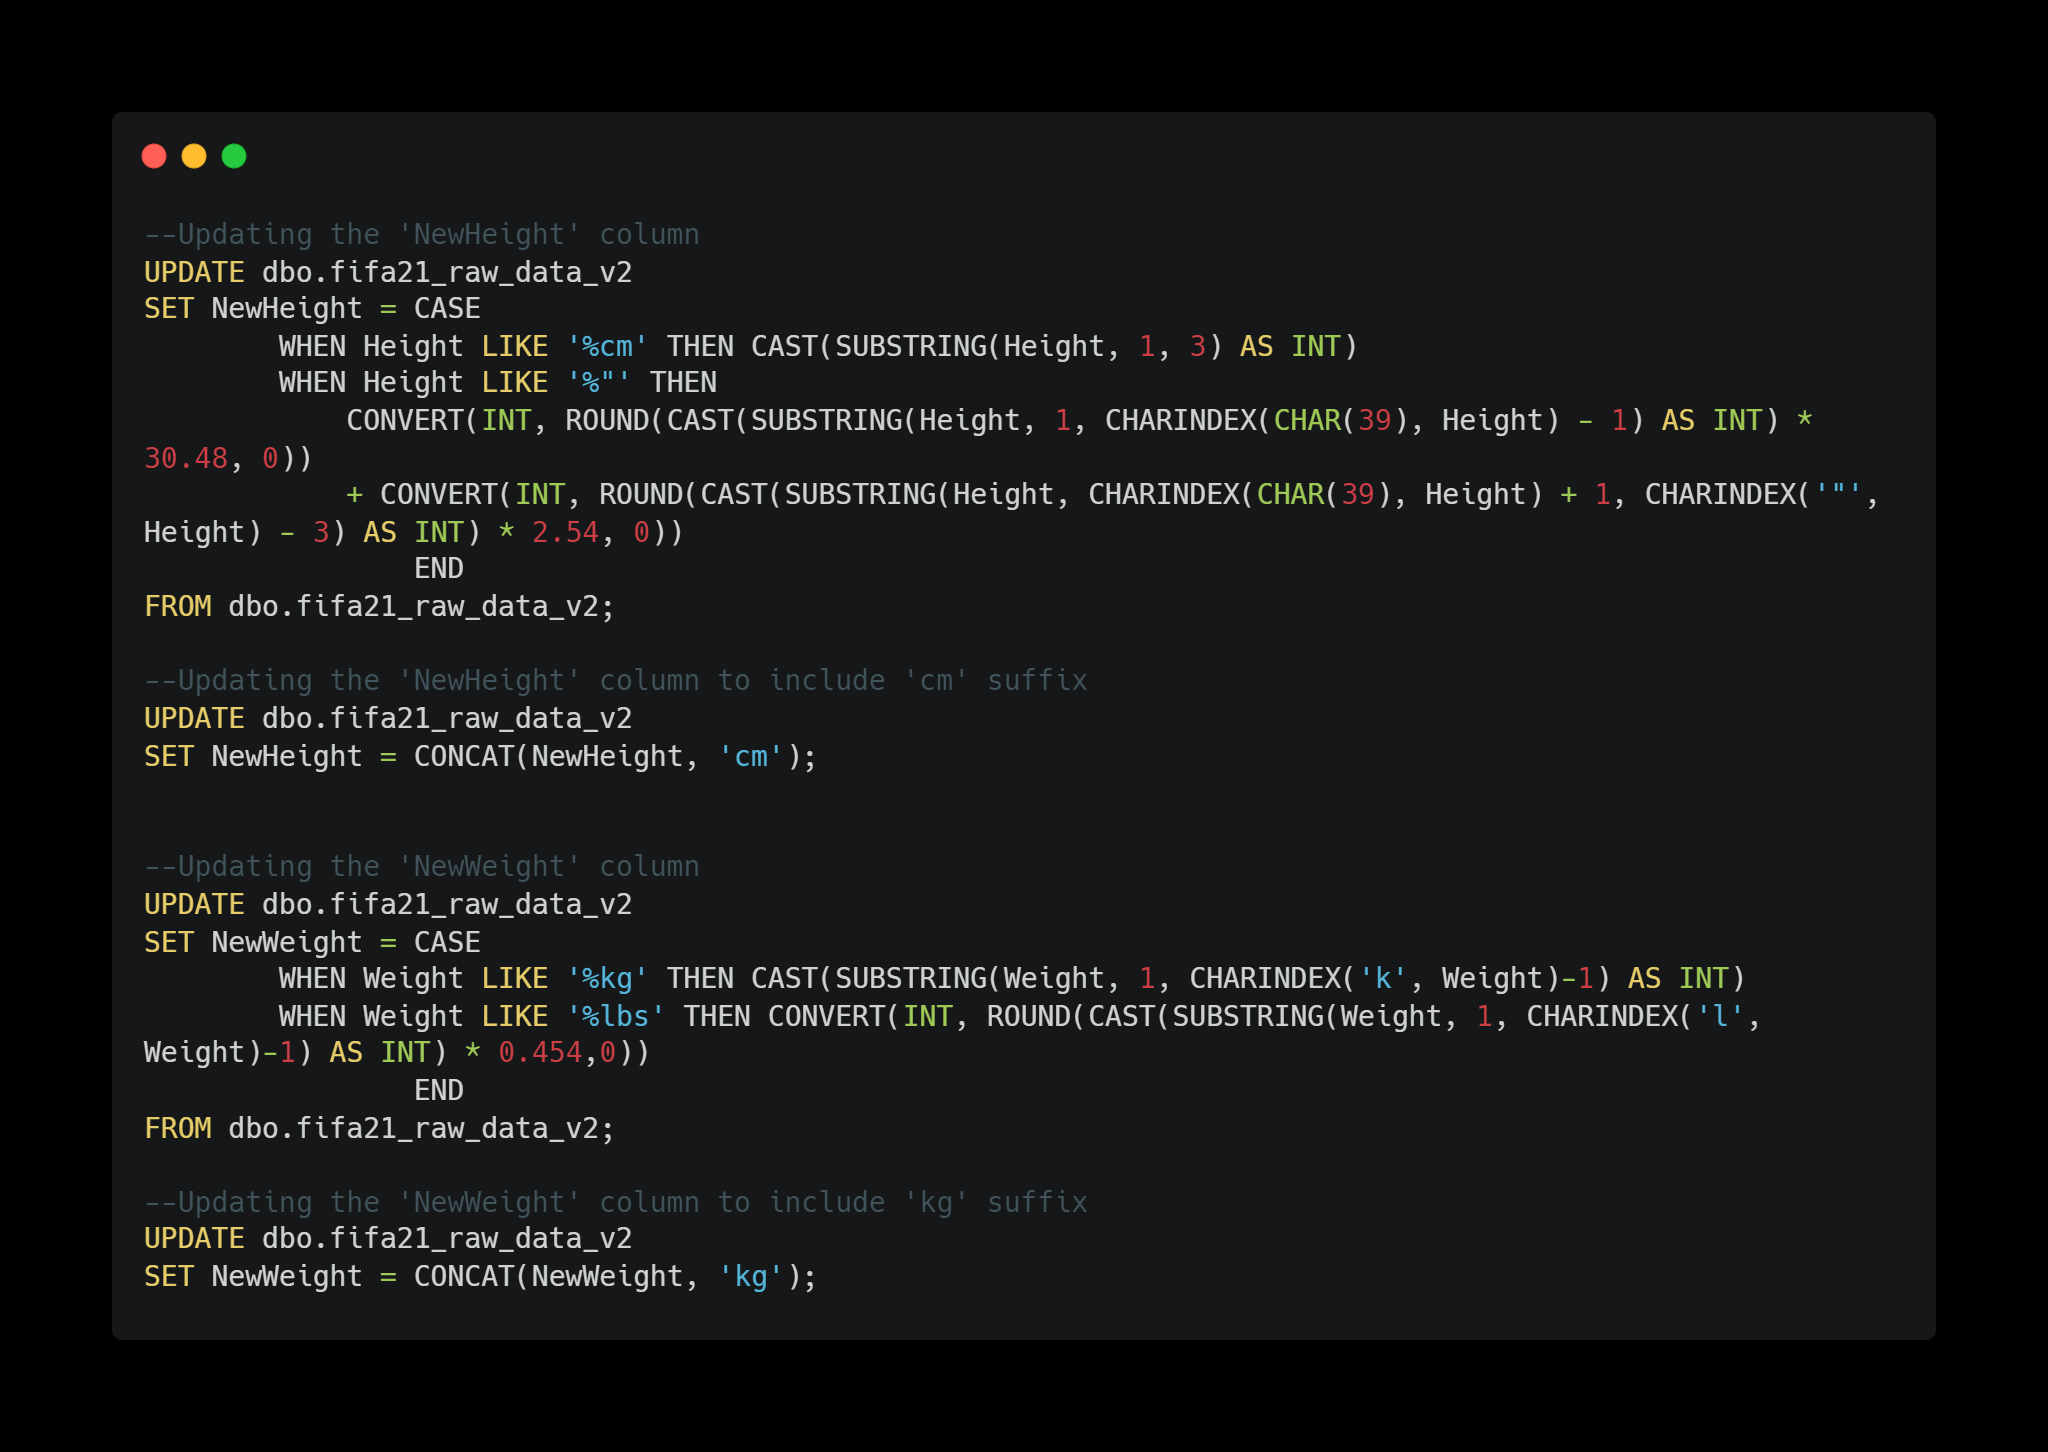 --Updating the 'NewHeight' column
UPDATE dbo.fifa21_raw_data_v2
SET NewHeight = CASE
        WHEN Height LIKE '%cm' THEN CAST(SUBSTRING(Height, 1, 3) AS INT)
        WHEN Height LIKE '%"' THEN
            CONVERT(INT, ROUND(CAST(SUBSTRING(Height, 1, CHARINDEX(CHAR(39), Height) - 1) AS INT) *
30.48, 0))
            + CONVERT(INT, ROUND(CAST(SUBSTRING(Height, CHARINDEX(CHAR(39), Height) + 1, CHARINDEX('"',
Height) - 3) AS INT) * 2.54, 0))
                END
FROM dbo.fifa21_raw_data_v2;

--Updating the 'NewHeight' column to include 'cm' suffix
UPDATE dbo.fifa21_raw_data_v2
SET NewHeight = CONCAT(NewHeight, 'cm');


--Updating the 'NewWeight' column
UPDATE dbo.fifa21_raw_data_v2
SET NewWeight = CASE
        WHEN Weight LIKE '%kg' THEN CAST(SUBSTRING(Weight, 1, CHARINDEX('k', Weight)-1) AS INT)
        WHEN Weight LIKE '%lbs' THEN CONVERT(INT, ROUND(CAST(SUBSTRING(Weight, 1, CHARINDEX('l',
Weight)-1) AS INT) * 0.454,0))
                END
FROM dbo.fifa21_raw_data_v2;

--Updating the 'NewWeight' column to include 'kg' suffix
UPDATE dbo.fifa21_raw_data_v2
SET NewWeight = CONCAT(NewWeight, 'kg');